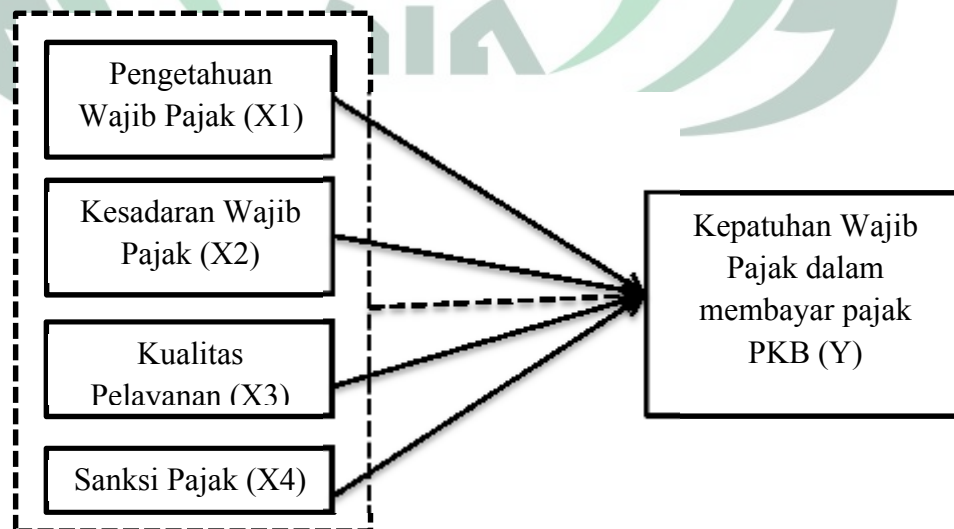 Pengetahuan
Wajib Pajak (X1)
Kesadaran Wajib
Pajak (X2)
Kualitas
Pelayanan (X3)
Sanksi Pajak (X4)
Kepatuhan Wajib
Pajak dalam
membayar pajak
PKB (Y)